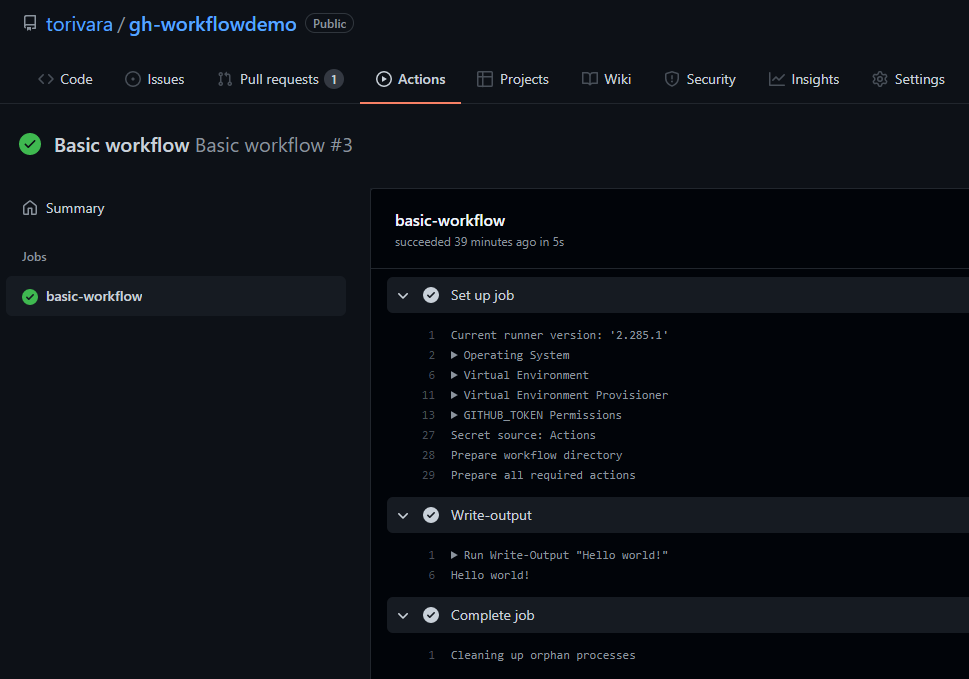 torivara / gh-workflowdemo Public
Code Issues Pull requests 1 Actions Projects Wiki Security Insights Settings
Basic workflow Basic workflow #3
Summary
Jobs
basic-workflow
basic-workflow
succeeded 39 minutes ago in 5s
Set up job
1 Current runner version: '2.285.1'
2 Operating System
6 Virtual Environment
11 Virtual Environment Provisioner
13 GITHUB_TOKEN Permissions
27 Secret source: Actions
28 Prepare workflow directory
29 Prepare all required actions
Write-output
1 Run Write-Output "Hello world!"
6 Hello world!
Complete job
1 Cleaning up orphan processes